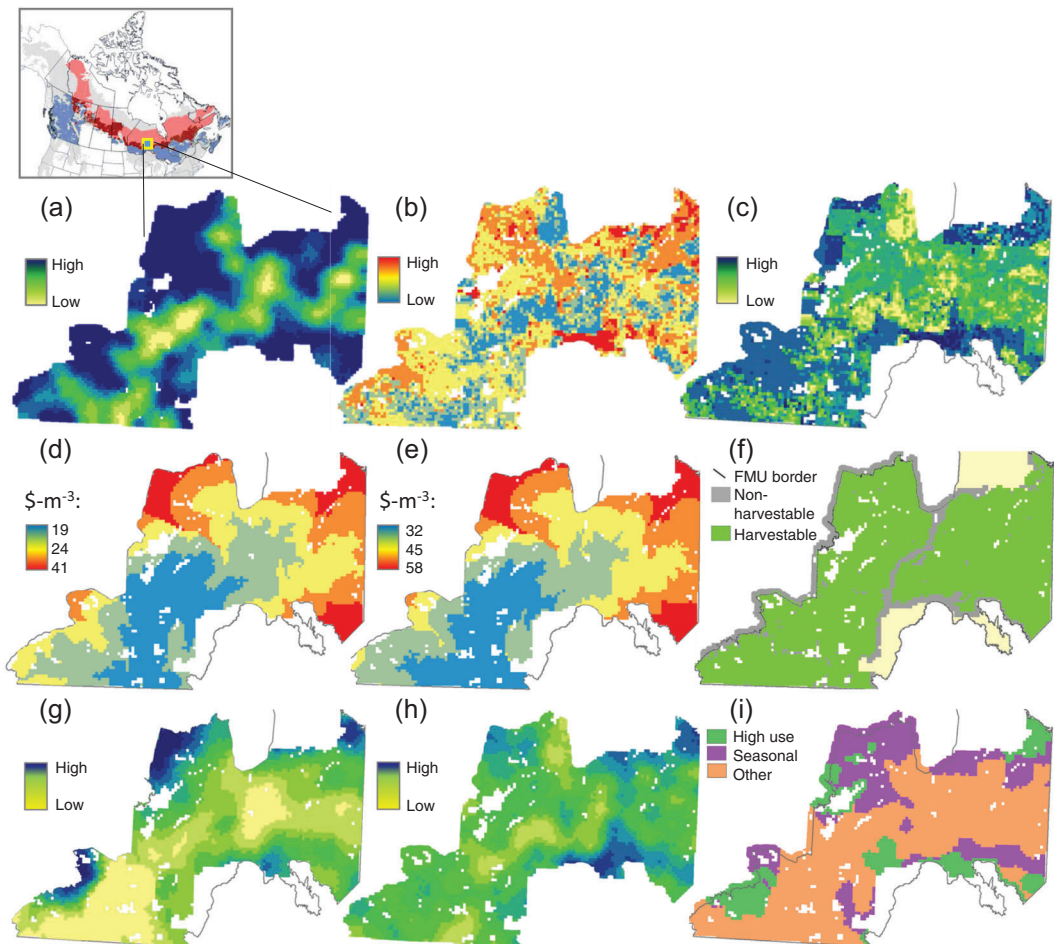 (a)
High
Low
(b)
High
Low
(c)
High
Low
(d)
$-m⁻³:
19
24
41
(e)
$-m⁻³:
32
45
58
(f)
FMU border
Non-
harvestable
Harvestable
(g)
High
Low
(h)
High
Low
(i)
High use
Seasonal
Other